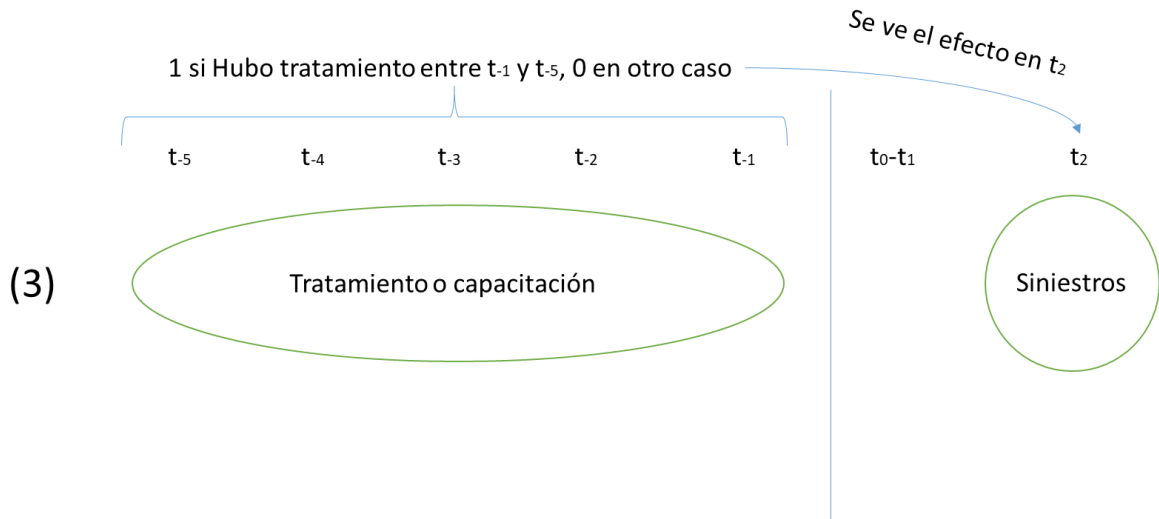 Se ve el efecto en t2
1 si Hubo tratamiento entre t-1 y t-5, 0 en otro caso
t-5 t-4 t-3 t-2 t-1 t0-t1 t2
(3) Tratamiento o capacitación Siniestros